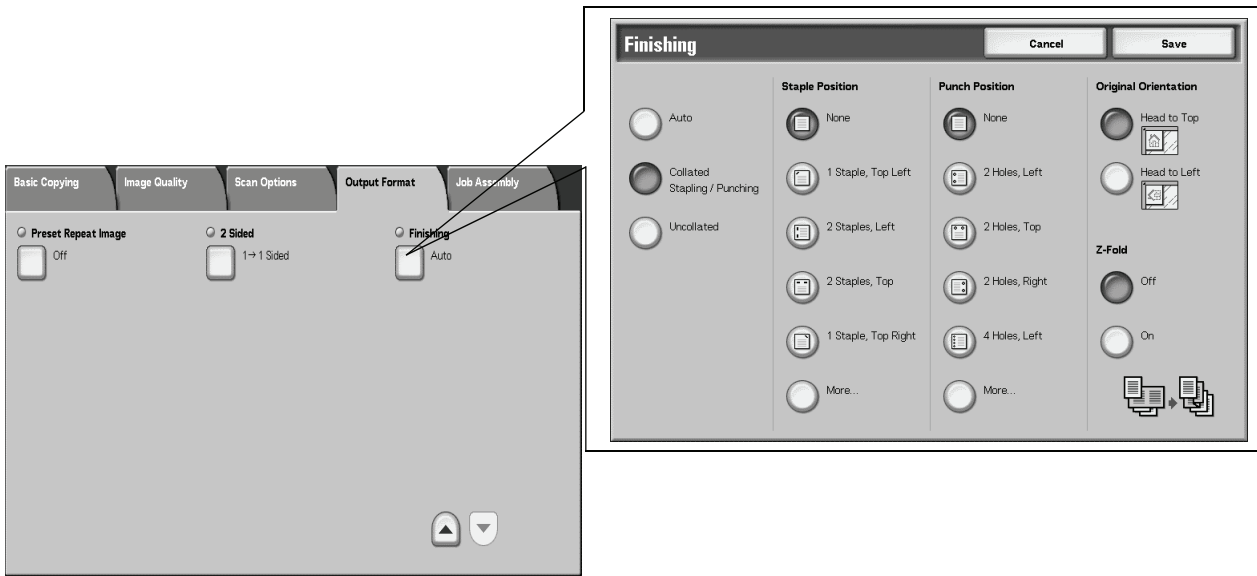 Finishing
Cancel
Save
Staple Position
Punch Position
Original Orientation
Auto
None
None
Head to Top
Collated
Stapling / Punching
1 Staple, Top Left
2 Holes, Left
Head to Left
Uncollated
2 Staples, Left
2 Holes, Top
Z-Fold
2 Staples, Top
2 Holes, Right
Off
1 Staple, Top Right
4 Holes, Left
On
More...
More...
Basic Copying
Image Quality
Scan Options
Output Format
Job Assembly
Preset Repeat Image
2 Sided
Finishing
Off
1→1 Sided
Auto